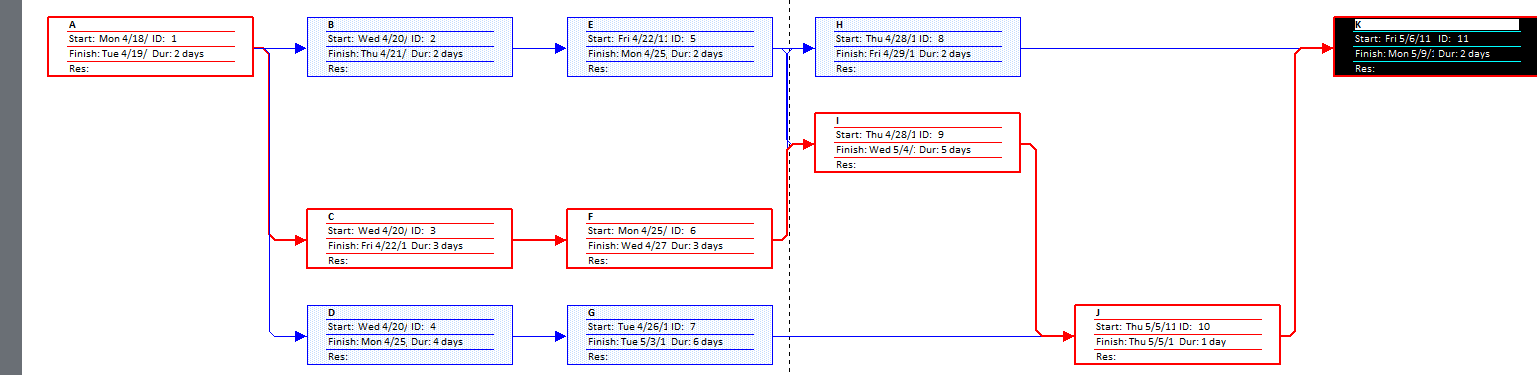 A
Start: Mon 4/18/ ID: 1
Finish: Tue 4/19/ Dur: 2 days
Res:
B
Start: Wed 4/20/ ID: 2
Finish: Thu 4/21/ Dur: 2 days
Res:
E
Start: Fri 4/22/11 ID: 5
Finish: Mon 4/25, Dur: 2 days
Res:
H
Start: Thu 4/28/1 ID: 8
Finish: Fri 4/29/1 Dur: 2 days
Res:
K
Start: Fri 5/6/11 ID: 11
Finish: Mon 5/9/1 Dur: 2 days
Res:
I
Start: Thu 4/28/1 ID: 9
Finish: Wed 5/4/ Dur: 5 days
Res:
C
Start: Wed 4/20/ ID: 3
Finish: Fri 4/22/1 Dur: 3 days
Res:
F
Start: Mon 4/25/ ID: 6
Finish: Wed 4/27 Dur: 3 days
Res:
D
Start: Wed 4/20/ ID: 4
Finish: Mon 4/25, Dur: 4 days
Res:
G
Start: Tue 4/26/1 ID: 7
Finish: Tue 5/3/1 Dur: 6 days
Res:
J
Start: Thu 5/5/11 ID: 10
Finish: Thu 5/5/1 Dur: 1 day
Res: